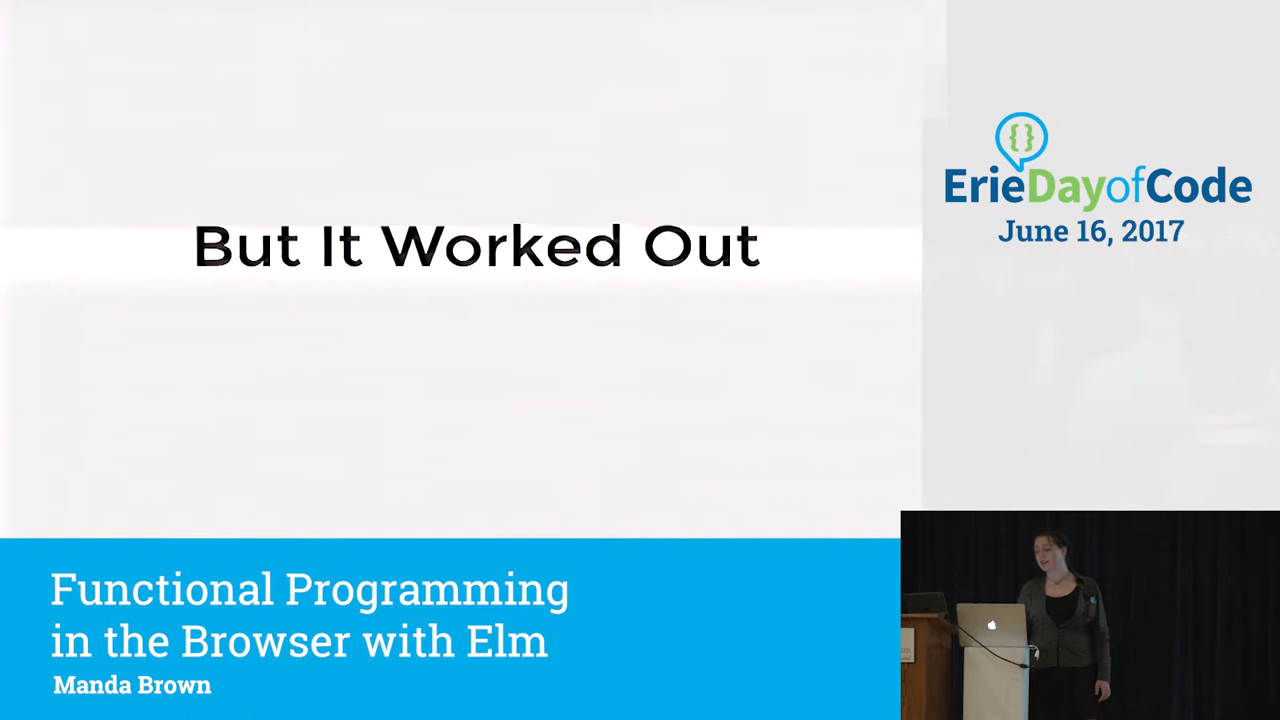 But It Worked Out
{ }
ErieDayofCode
June 16, 2017
Functional Programming
in the Browser with Elm
Manda Brown